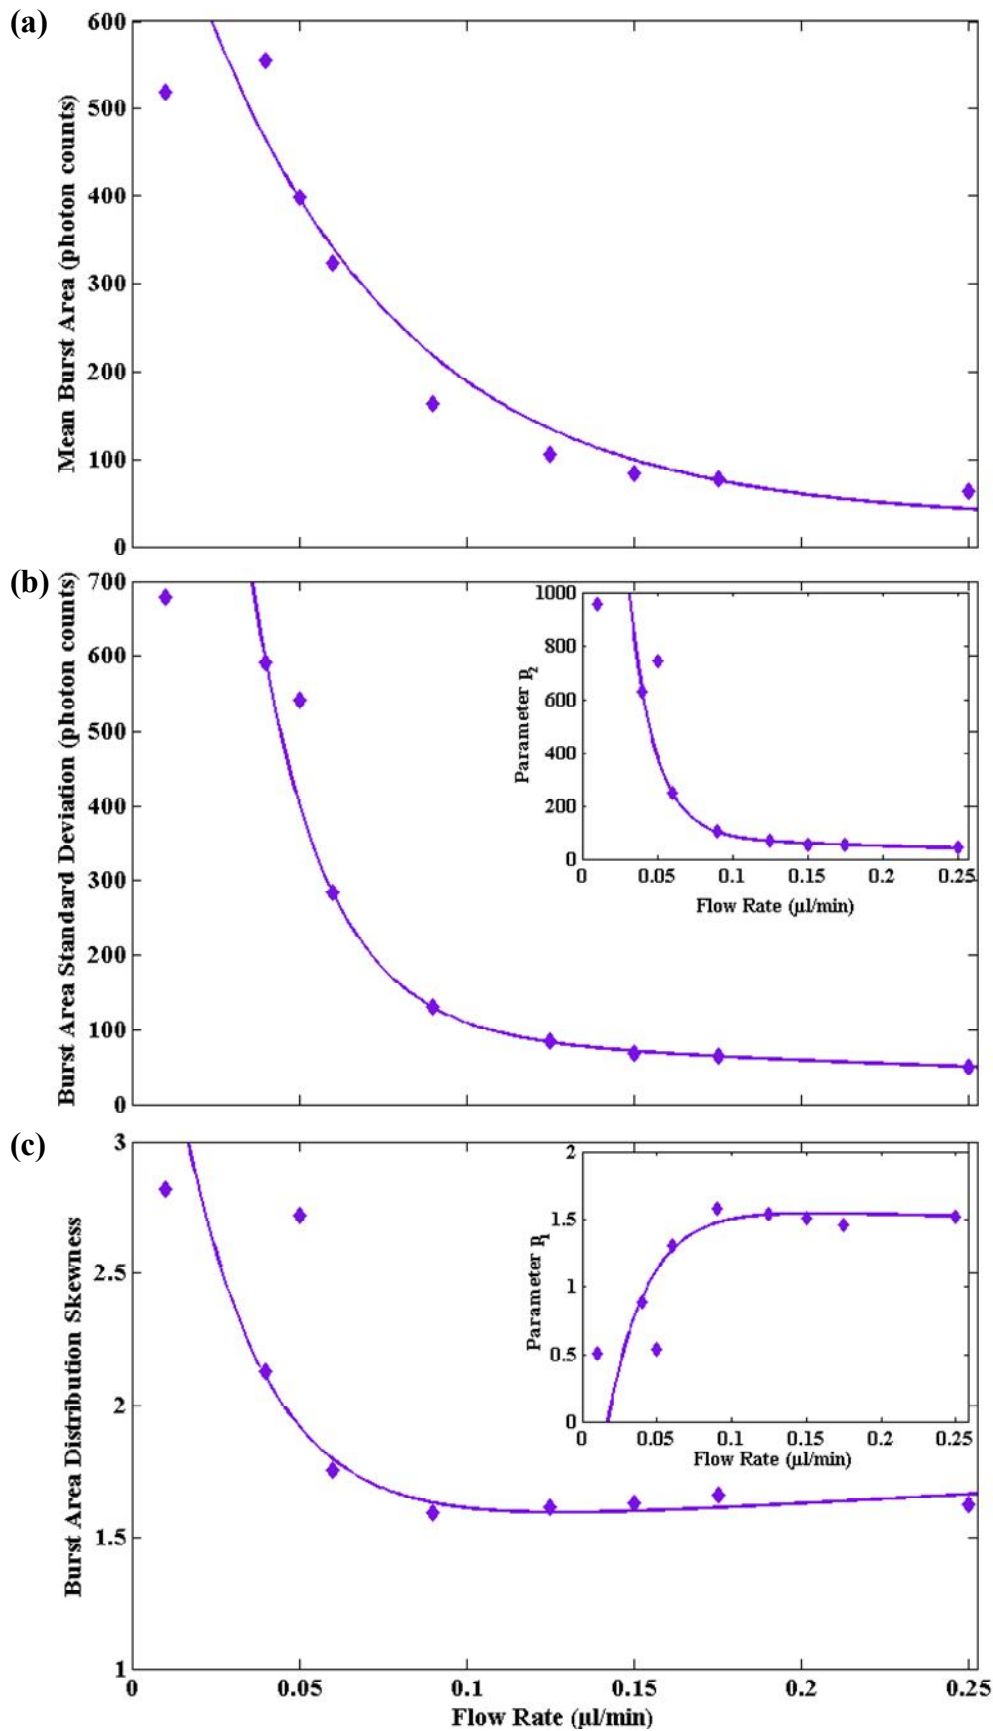 (a)
600
500
400
300
200
100
0
Mean Burst Area (photon counts)
(b)
700
600
500
400
300
200
100
0
Burst Area Standard Deviation (photon counts)
1000
800
600
400
200
0
Parameter p2
0 0.05 0.1 0.15 0.2 0.25
Flow Rate (µl/min)
(c)
3
2.5
2
1.5
1
Burst Area Distribution Skewness
2
1.5
1
0.5
0
Parameter p1
0 0.05 0.1 0.15 0.2 0.25
Flow Rate (µl/min)
0 0.05 0.1 0.15 0.2 0.25
Flow Rate (µl/min)